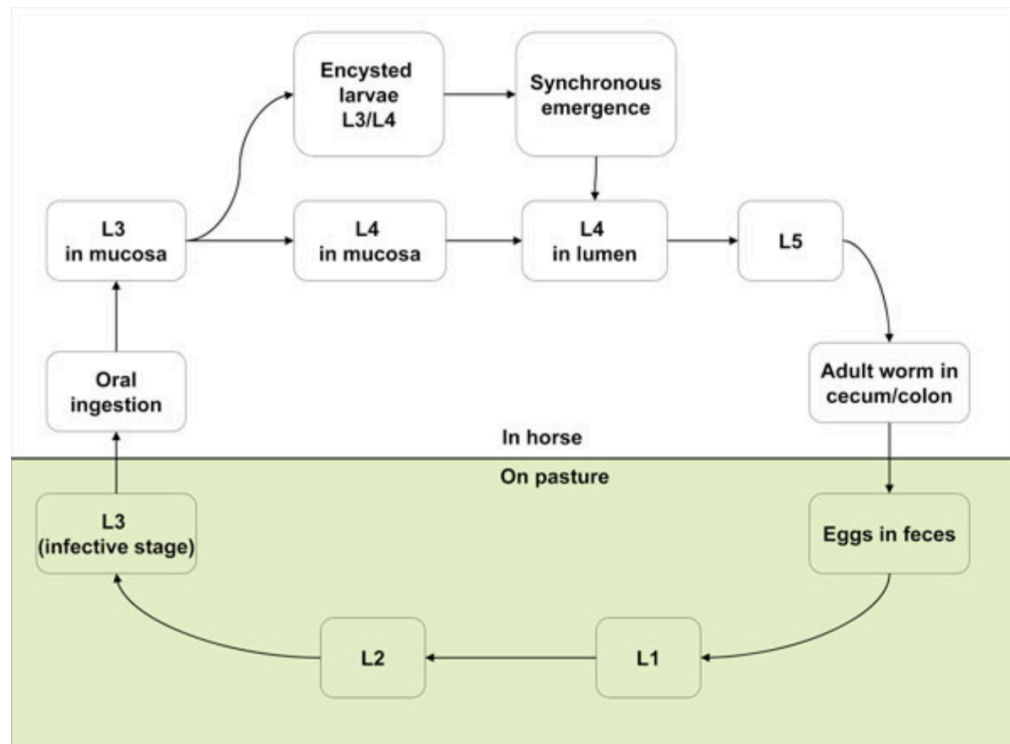 Encysted
larvae
L3/L4
Synchronous
emergence
L3
in mucosa
L4
in mucosa
L4
in lumen
L5
Oral
ingestion
Adult worm in
cecum/colon
In horse
On pasture
L3
(infective stage)
Eggs in feces
L2
L1